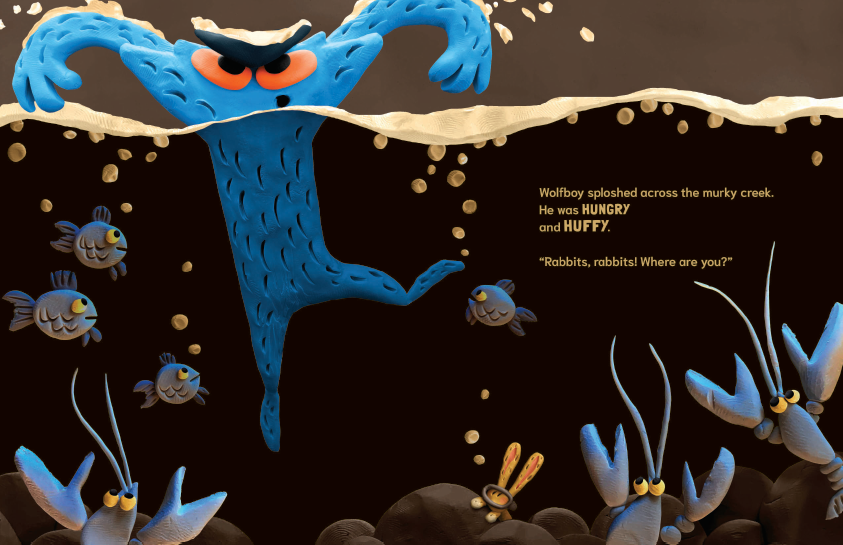 Wolfboy sploshed across the murky creek.
He was HUNGRY
and HUFFY.
“Rabbits, rabbits! Where are you?”